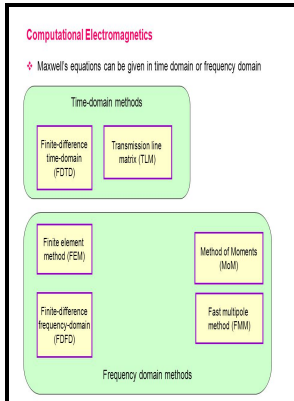 Computational Electromagnetics
❖ Maxwell's equations can be given in time domain or frequency domain
Time-domain methods
Finite-difference
time-domain
(FDTD)
Transmission line
matrix (TLM)
Finite element
method (FEM)
Method of Moments
(MoM)
Finite-difference
frequency-domain
(FDFD)
Fast multipole
method (FMM)
Frequency domain methods